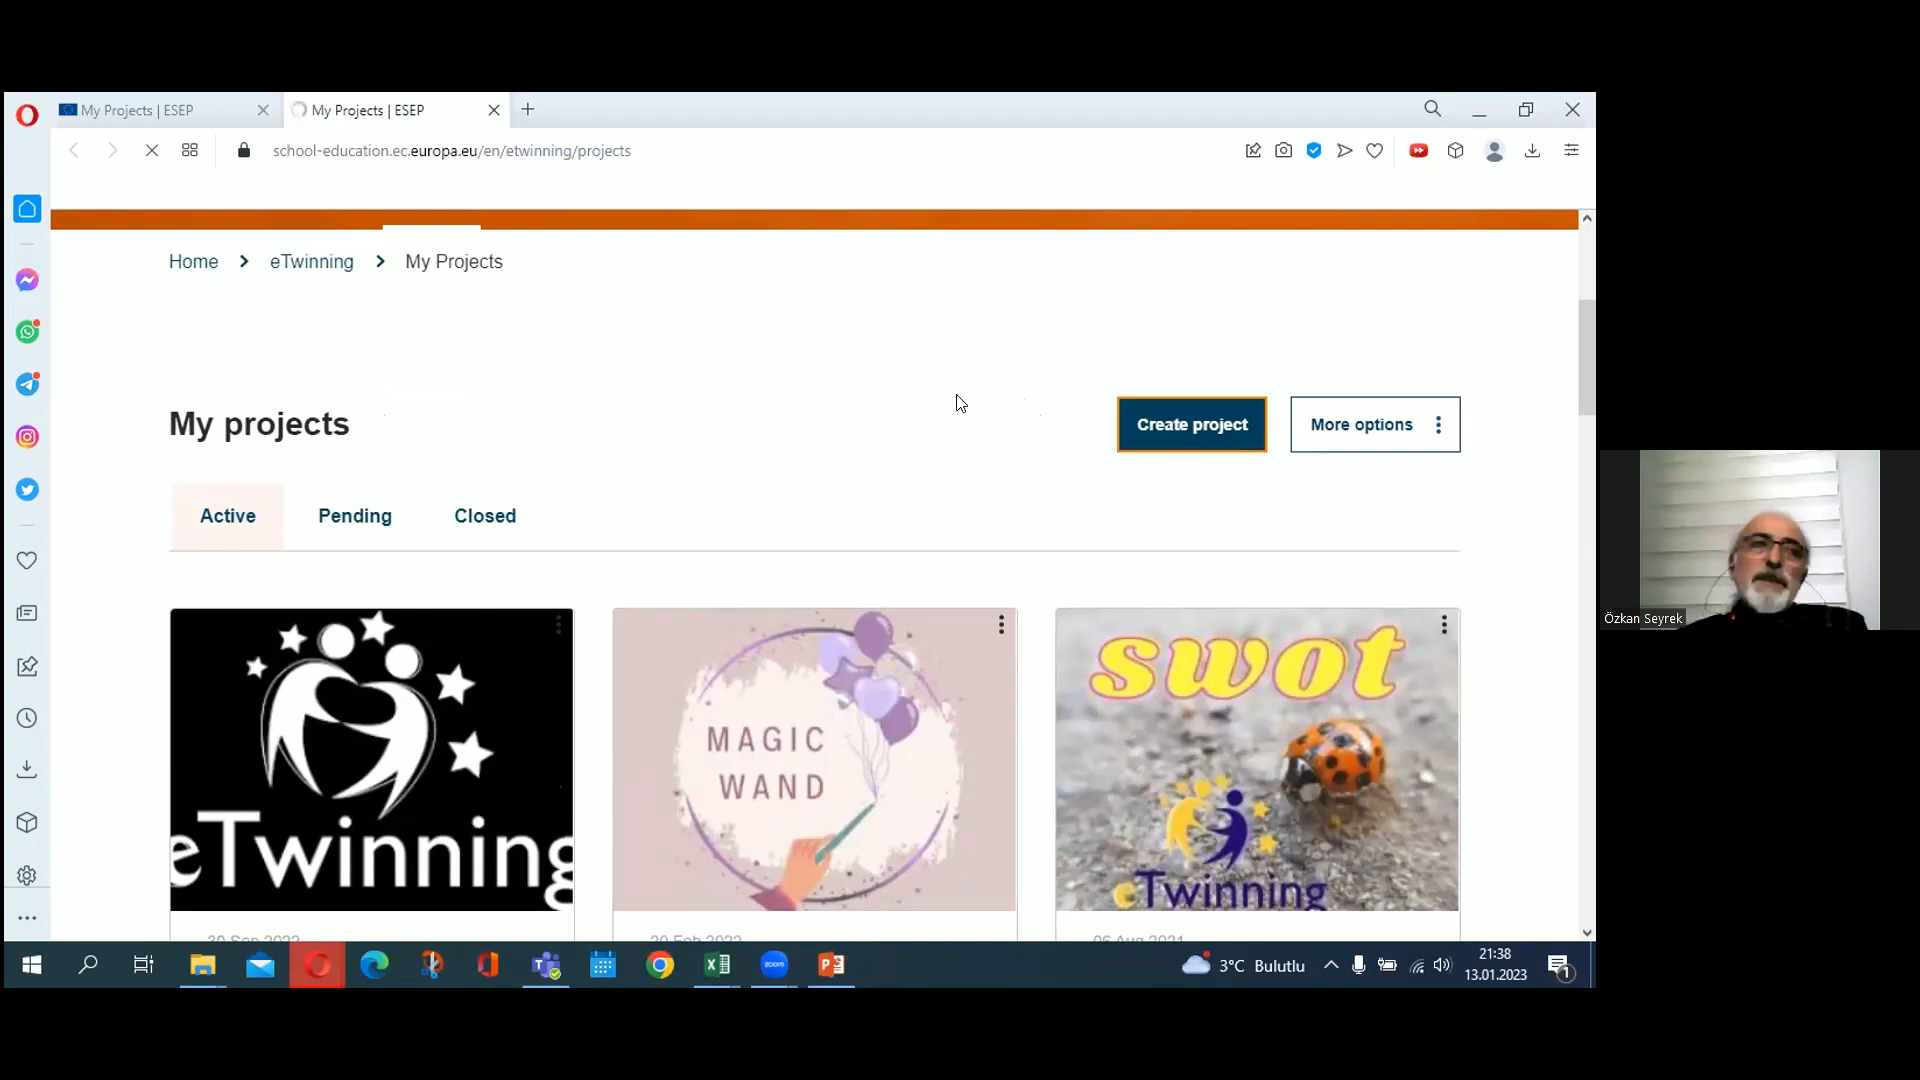 My Projects | ESEP
My Projects | ESEP
school-education.ec.europa.eu/en/etwinning/projects
Home
eTwinning
My Projects
My projects
Create project
More options
Active
Pending
Closed
eTwinning
MAGIC
WAND
swot
eTwinning
Özkan Seyrek
3°C Bulutlu
21:38
13.01.2023
1
zoom